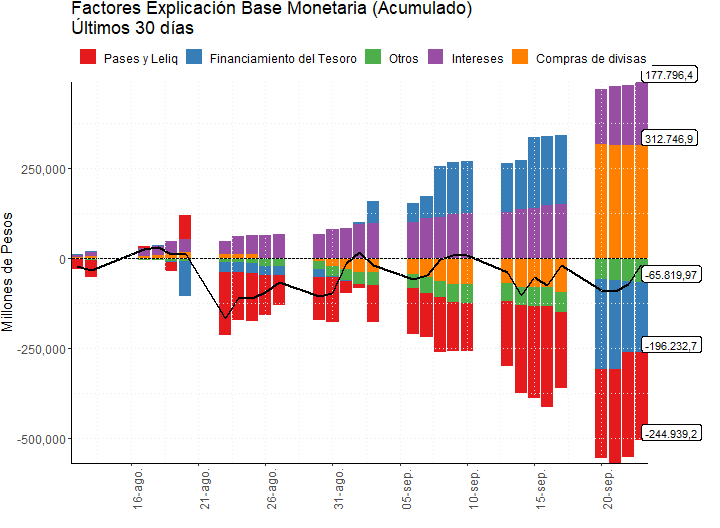 Factores Explicación Base Monetaria (Acumulado)
Últimos 30 días
Pases y Leliq
Financiamiento del Tesoro
Otros
Intereses
Compras de divisas
Millones de Pesos
250,000
0
-250,000
-500,000
177.796,4
312.746,9
-65.819,97
-196.232,7
-244.939,2
16-ago.
21-ago.
26-ago.
31-ago.
05-sep.
10-sep.
15-sep.
20-sep.